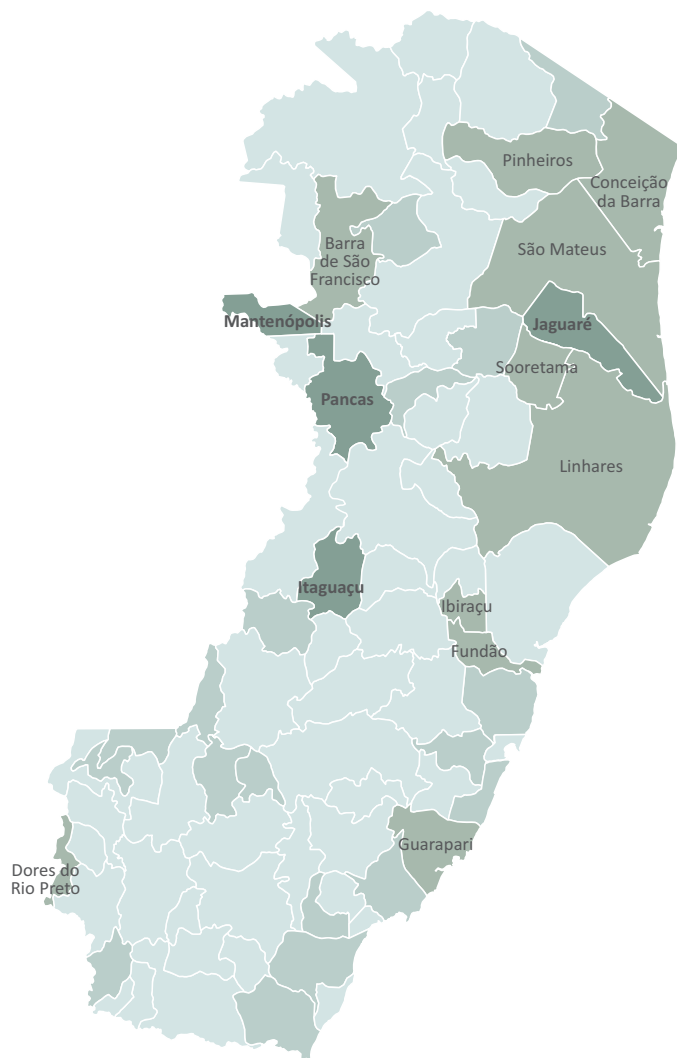 Pinheiros
Conceição
da Barra
Barra
de São
Francisco
São Mateus
Mantenópolis
Jaguaré
Sooretama
Pancas
Linhares
Itaguaçu
Ibiraçu
Fundão
Guarapari
Dores do
Rio Preto